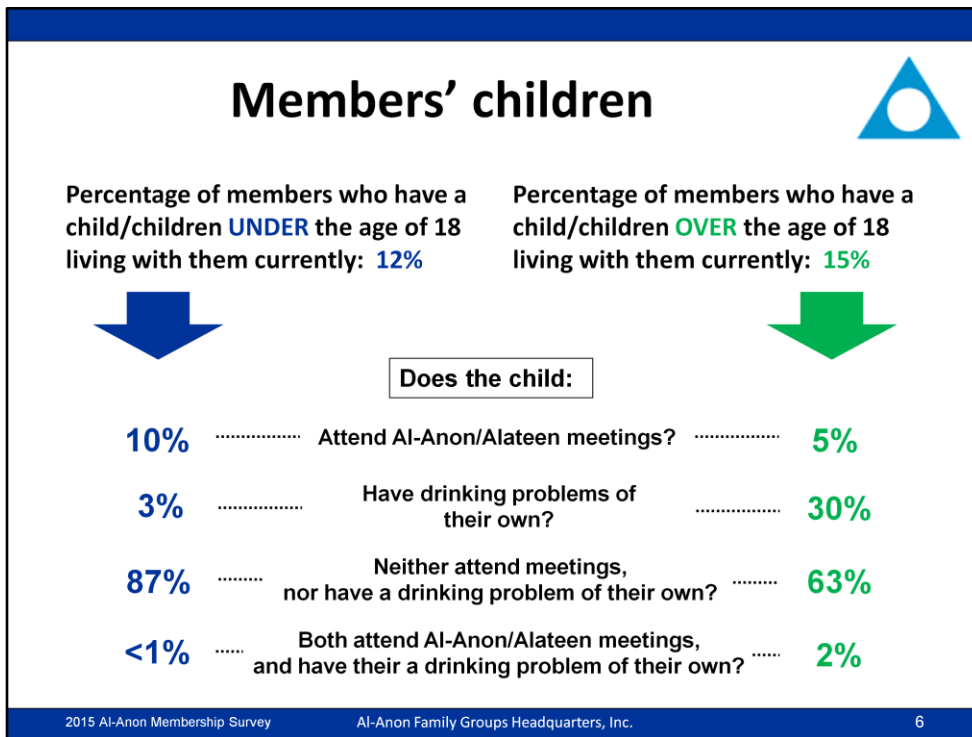 Members’ children
Percentage of members who have a
child/children UNDER the age of 18
living with them currently: 12%
Percentage of members who have a
child/children OVER the age of 18
living with them currently: 15%
Does the child:
10% Attend Al-Anon/Alateen meetings? 5%
3% Have drinking problems of
their own? 30%
87% Neither attend meetings,
nor have a drinking problem of their own? 63%
<1% Both attend Al-Anon/Alateen meetings,
and have their a drinking problem of their own? 2%
2015 Al-Anon Membership Survey Al-Anon Family Groups Headquarters, Inc. 6